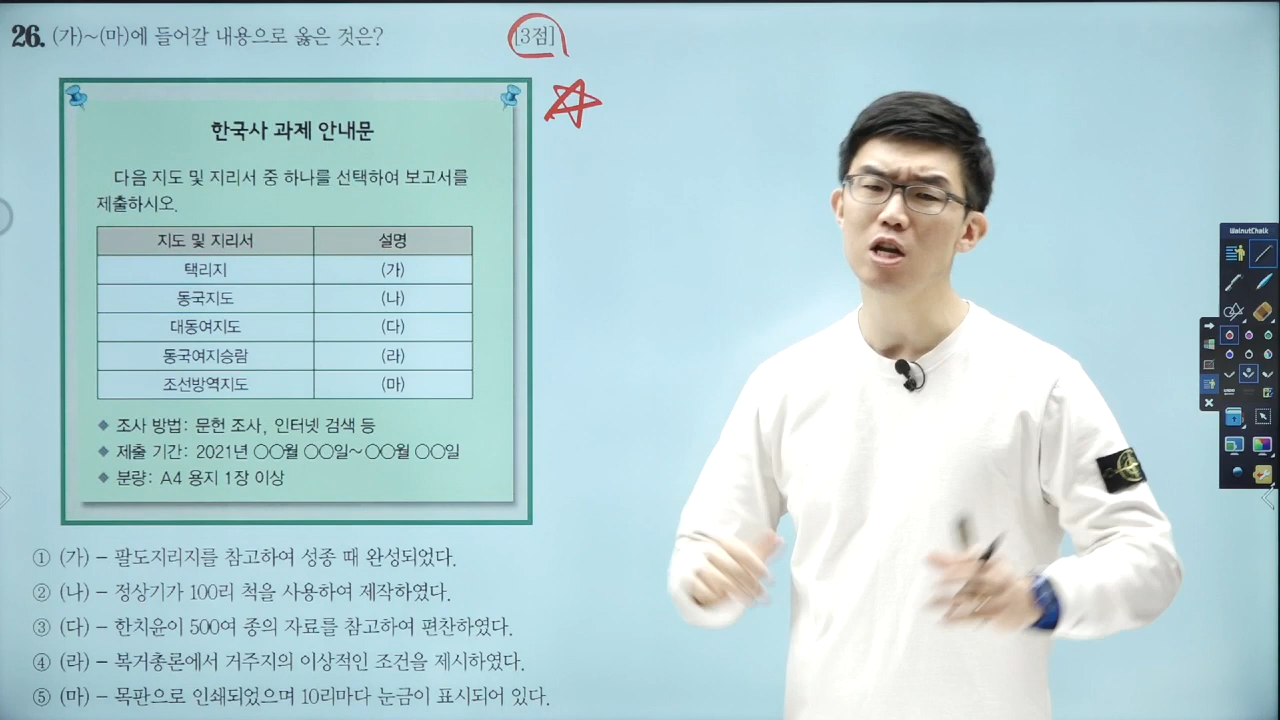 26. (가)~(마)에 들어갈 내용으로 옳은 것은? [3점]
한국사 과제 안내문
다음 지도 및 지리서 중 하나를 선택하여 보고서를
제출하시오.
지도 및 지리서 설명
택리지 (가)
동국지도 (나)
대동여지도 (다)
동국여지승람 (라)
조선방역지도 (마)
◆ 조사 방법: 문헌 조사, 인터넷 검색 등
◆ 제출 기간: 2021년 ○○월 ○○일~○○월 ○○일
◆ 분량: A4 용지 1장 이상
① (가) - 팔도지리지를 참고하여 성종 때 완성되었다.
② (나) - 정상기가 100리 척을 사용하여 제작하였다.
③ (다) - 한치윤이 500여 종의 자료를 참고하여 편찬하였다.
④ (라) - 복거총론에서 거주지의 이상적인 조건을 제시하였다.
⑤ (마) - 목판으로 인쇄되었으며 10리마다 눈금이 표시되어 있다.
WalnutChalk